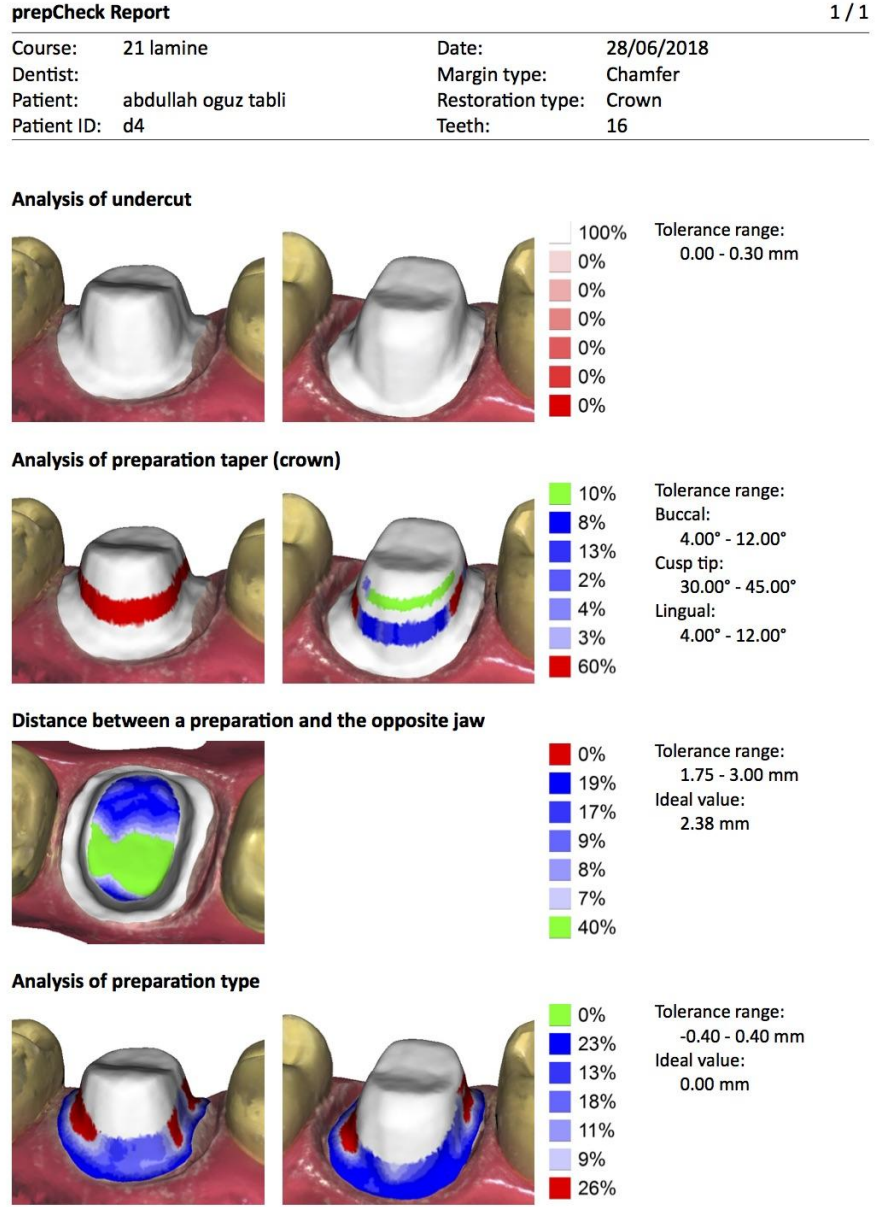 prepCheck Report 1 / 1
Course: 21 lamine Date: 28/06/2018
Dentist: Margin type: Chamfer
Patient: abdullah oguz tabli Restoration type: Crown
Patient ID: d4 Teeth: 16
Analysis of undercut
100% Tolerance range:
0% 0.00 - 0.30 mm
0%
0%
0%
0%
0%
Analysis of preparation taper (crown)
10% Tolerance range:
8% Buccal:
13% 4.00° - 12.00°
2% Cusp tip:
4% 30.00° - 45.00°
3% Lingual:
60% 4.00° - 12.00°
Distance between a preparation and the opposite jaw
0% Tolerance range:
19% 1.75 - 3.00 mm
17% Ideal value:
9% 2.38 mm
8%
7%
40%
Analysis of preparation type
0% Tolerance range:
23% -0.40 - 0.40 mm
13% Ideal value:
18% 0.00 mm
11%
9%
26%